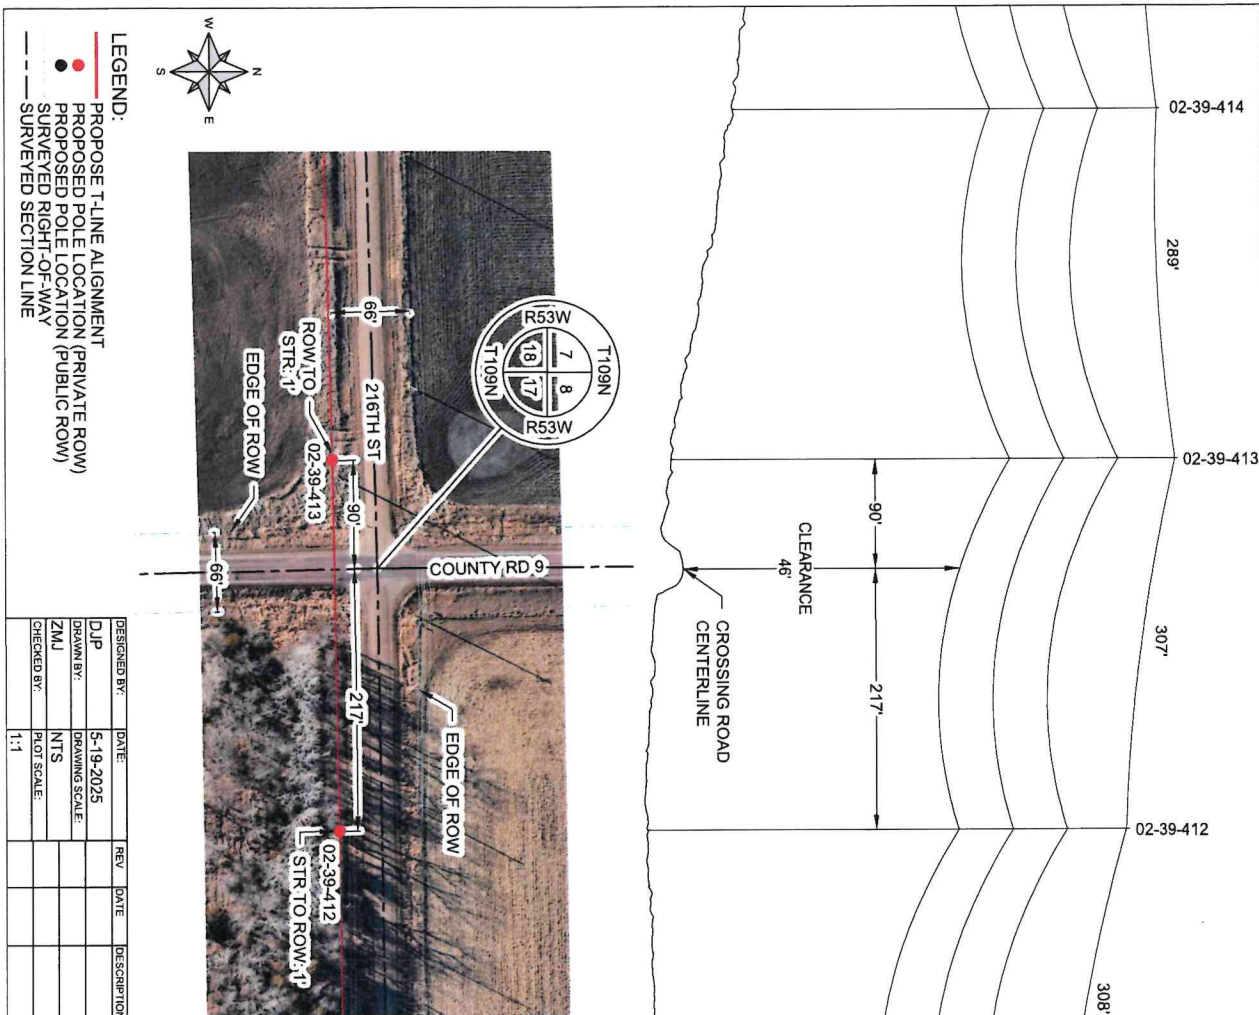 02-39-414
289'
02-39-413
90'
CLEARANCE
46'
CROSSING ROAD
CENTERLINE
217'
307'
02-39-412
308'
W
N
S
E
T109N
R53W
7
8
18
17
R53W
T109N
66'
216TH ST
ROW TO
STR: 1'
02-39-413
90'
EDGE OF ROW
66'
COUNTY RD 9
217'
EDGE OF ROW
02-39-412
STR TO ROW: 1'
LEGEND:
PROPOSE T-LINE ALIGNMENT
PROPOSED POLE LOCATION (PRIVATE ROW)
PROPOSED POLE LOCATION (PUBLIC ROW)
SURVEYED RIGHT-OF-WAY
SURVEYED SECTION LINE
DESIGNED BY:
DJP
DRAWN BY:
ZMJ
CHECKED BY:
DATE:
5-19-2025
DRAWING SCALE:
NTS
PLOT SCALE:
1:1
REV
DATE
DESCRIPTION